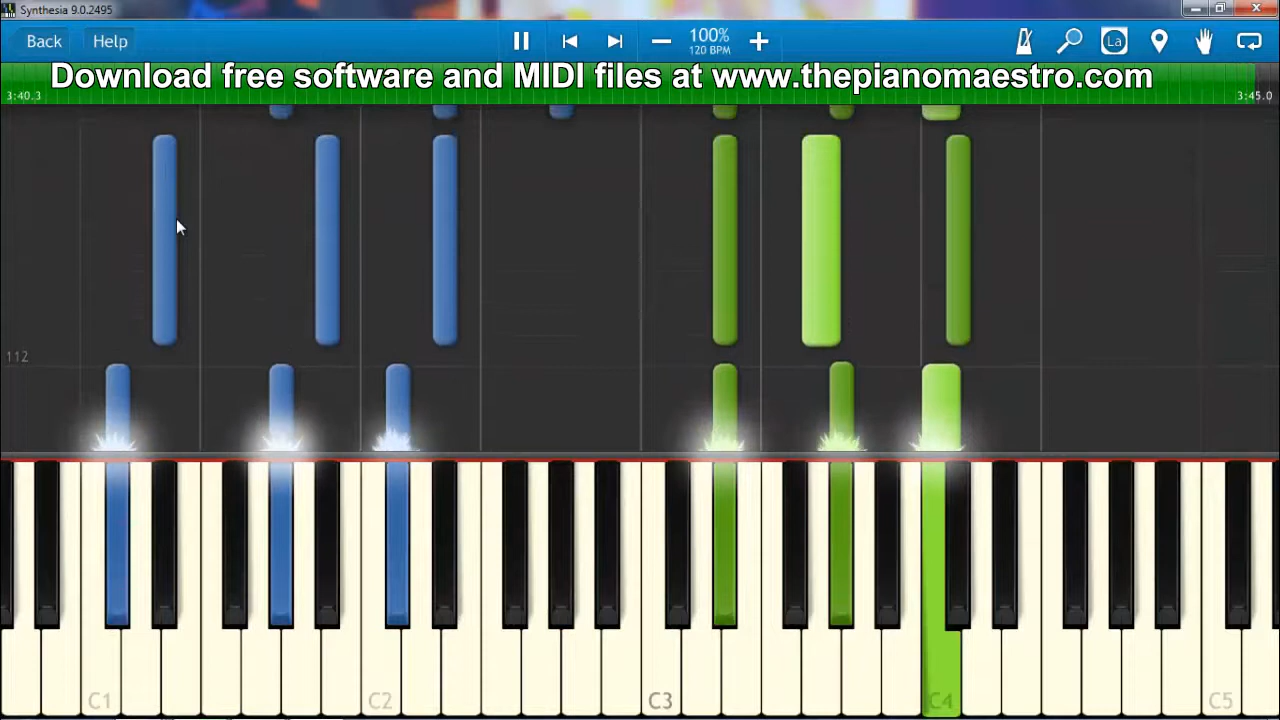 Synthesia 9.0.2495
Back Help 100% La
120 BPM
Download free software and MIDI files at www.thepianomaestro.com
3:40.3 3:45.0
112
C1 C2 C3 C4 C5